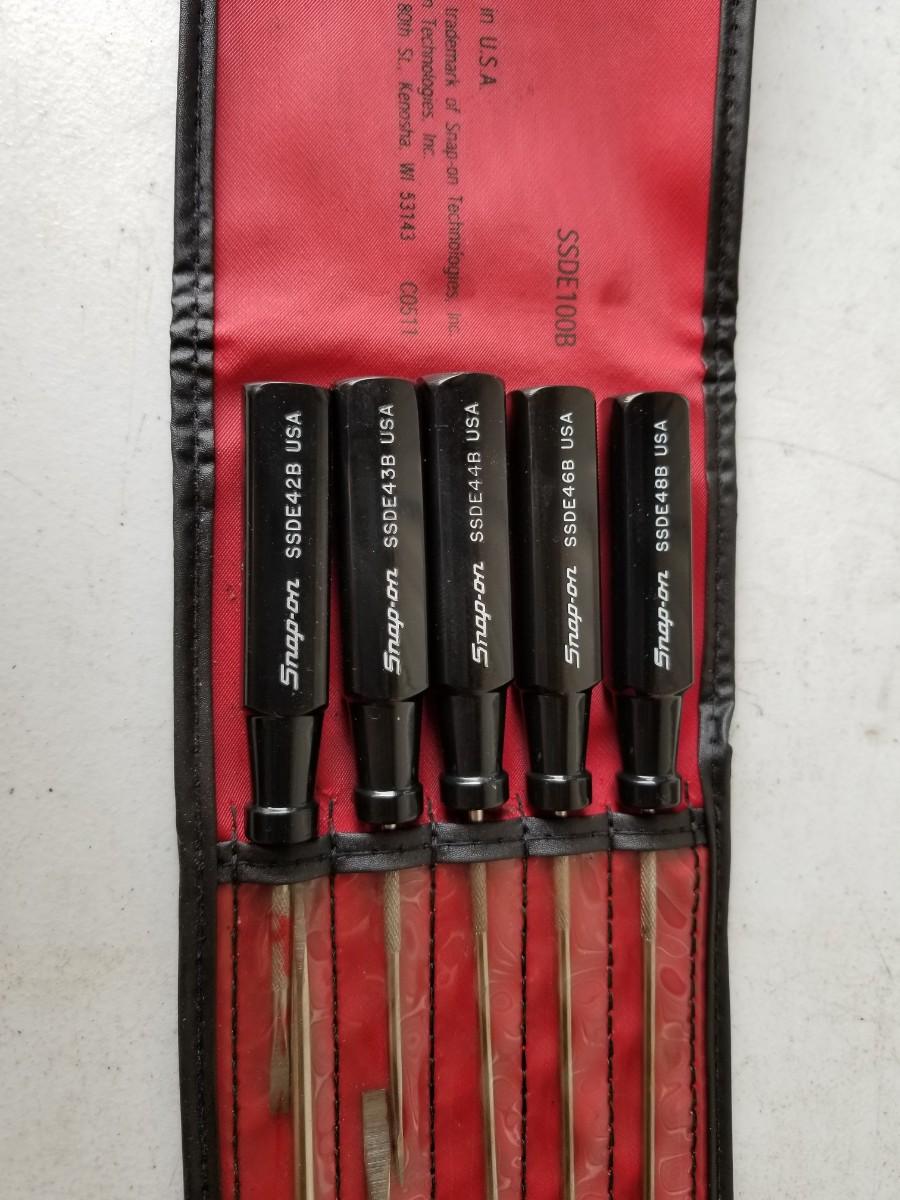 in U.S.A.
trademark of Snap-on Technologies, Inc.
n Technologies, Inc.
80th St., Kenosha, WI 53143 C0511
SSDE100B
Snap-on SSDE42B USA
Snap-on SSDE43B USA
Snap-on SSDE44B USA
Snap-on SSDE46B USA
Snap-on SSDE48B USA